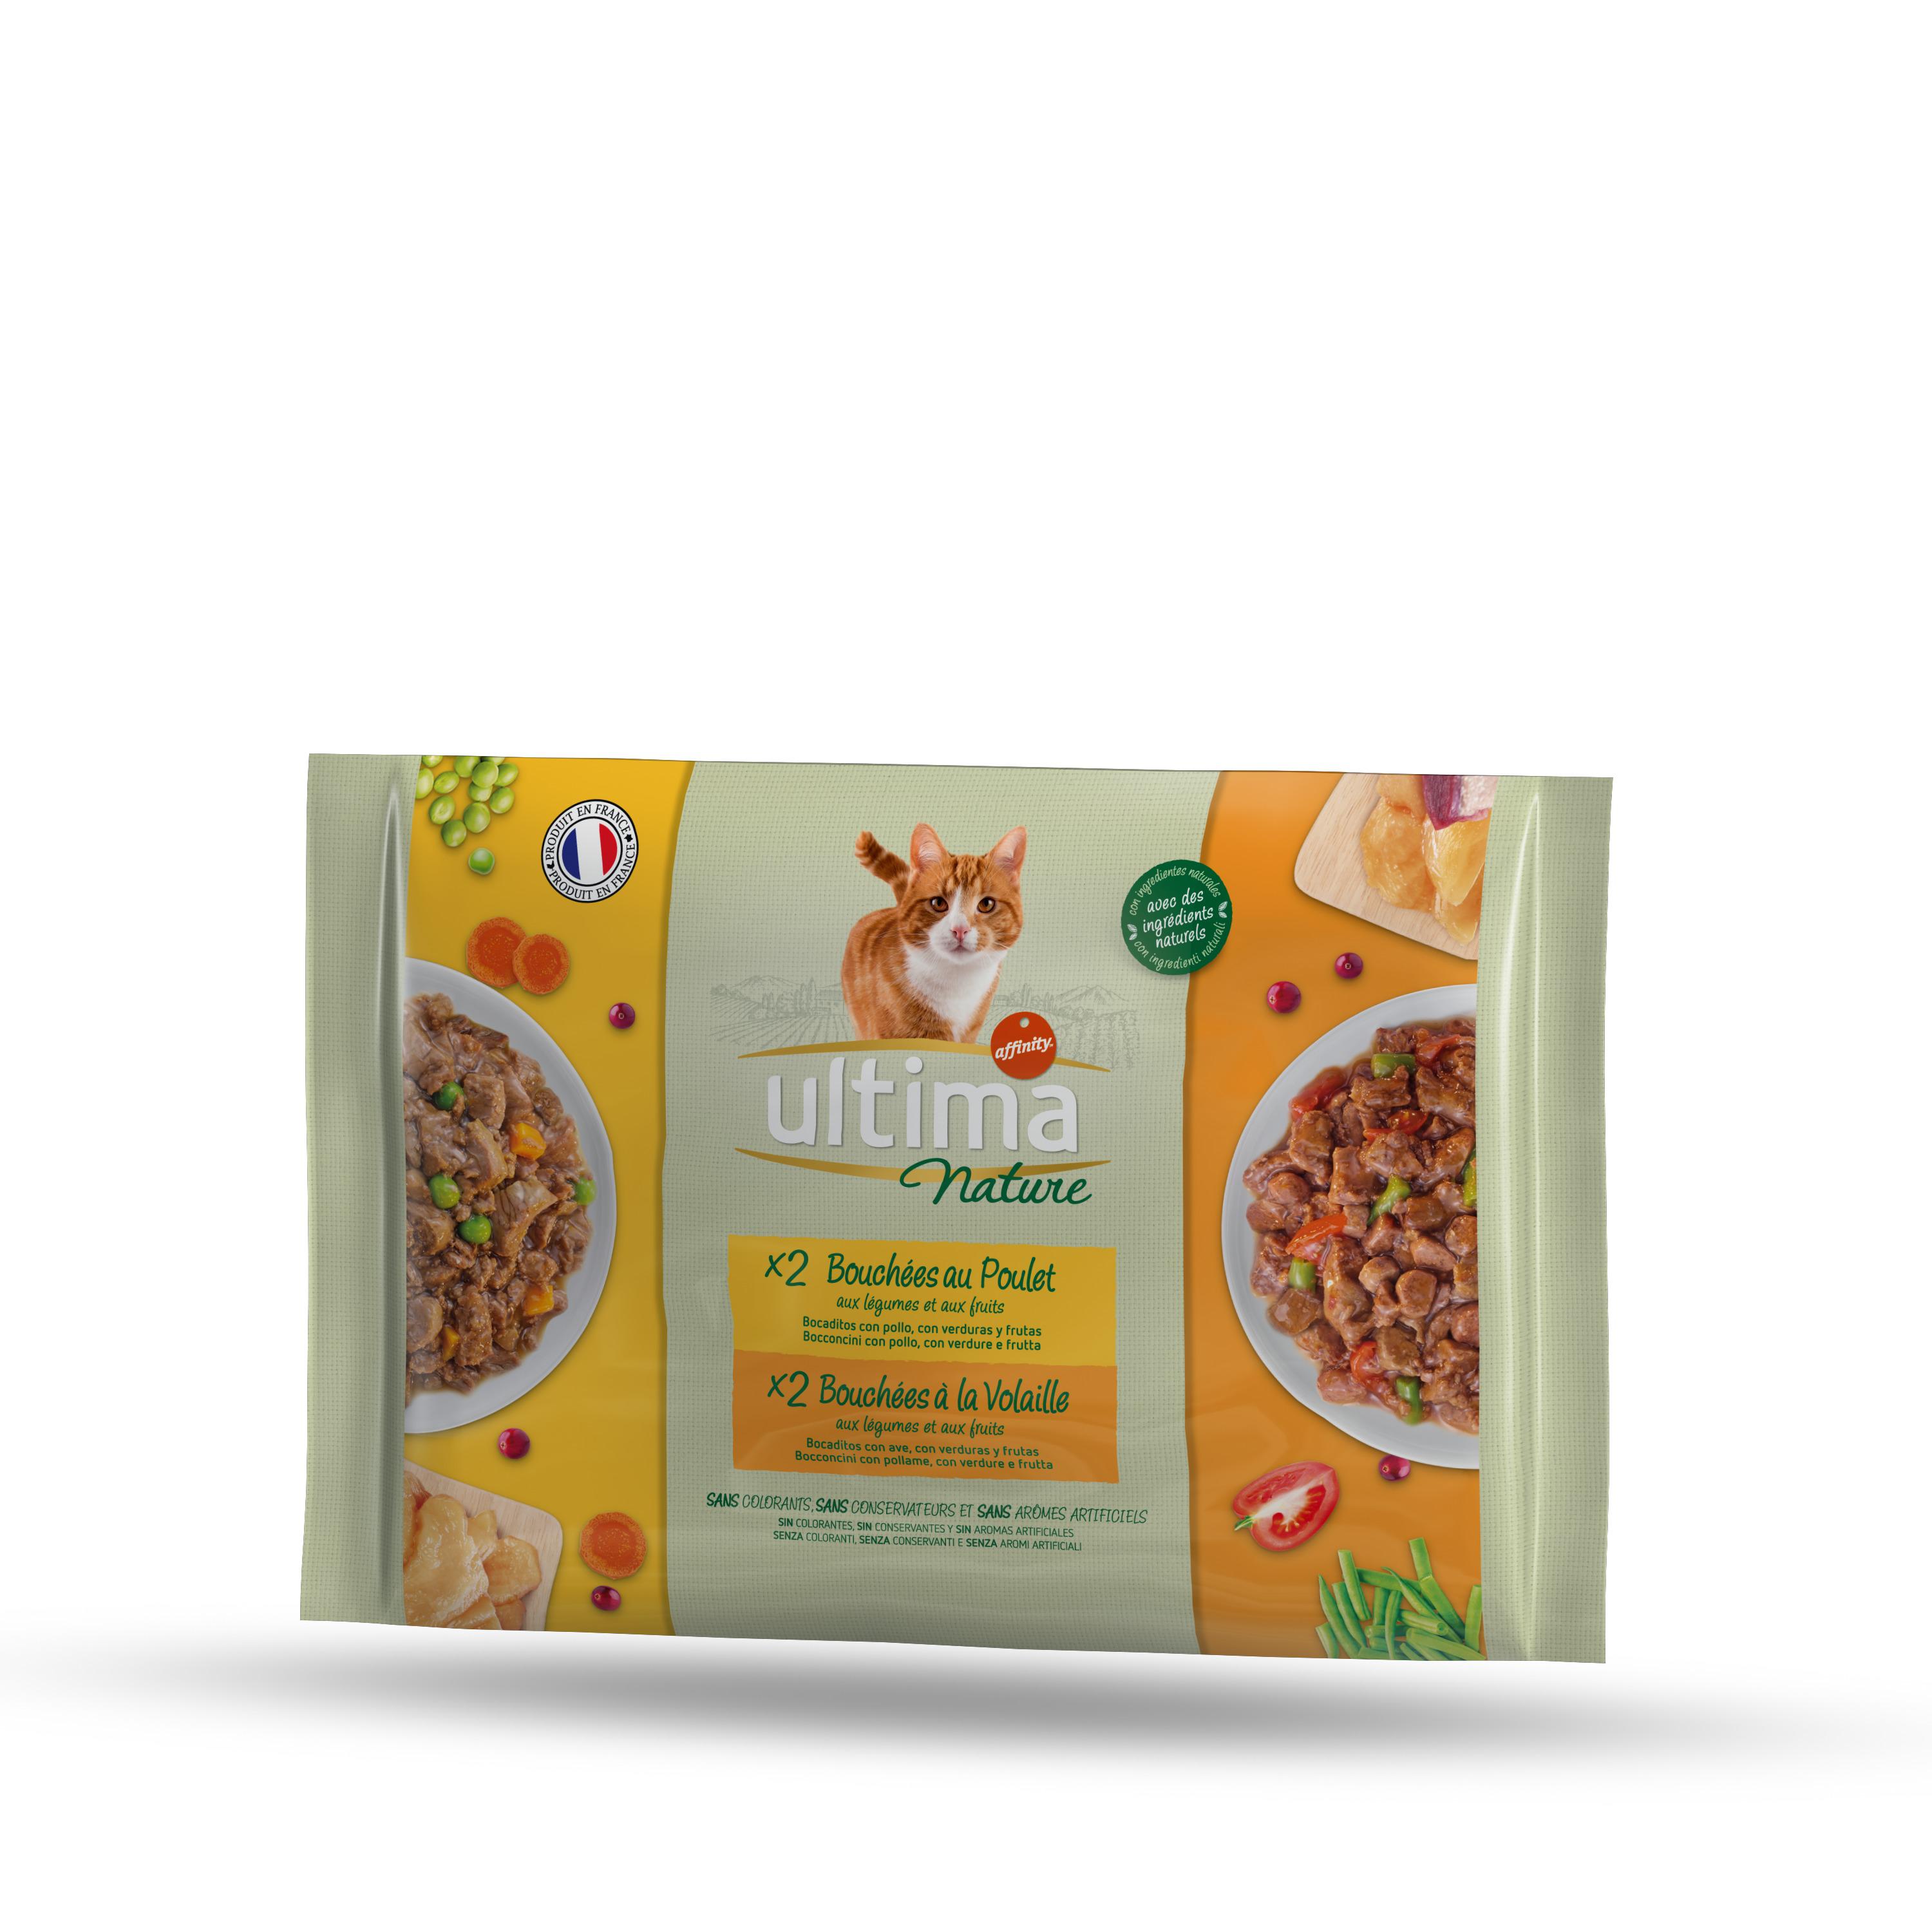 PRODUIT EN FRANCE
PRODUIT EN FRANCE
con ingredientes naturales
avec des
ingrédients
naturels
con ingredienti naturali
affinity
ultima
Nature
x2 Bouchées au Poulet
aux légumes et aux fruits
Bocaditos con pollo, con verduras y frutas
Bocconcini con pollo, con verdure e frutta
x2 Bouchées à la Volaille
aux légumes et aux fruits
Bocaditos con ave, con verduras y frutas
Bocconcini con pollame, con verdure e frutta
SANS COLORANTS, SANS CONSERVATEURS ET SANS ARÔMES ARTIFICIELS
SIN COLORANTES, SIN CONSERVANTES Y SIN AROMAS ARTIFICIALES
SENZA COLORANTI, SENZA CONSERVANTI E SENZA AROMI ARTIFICIALI